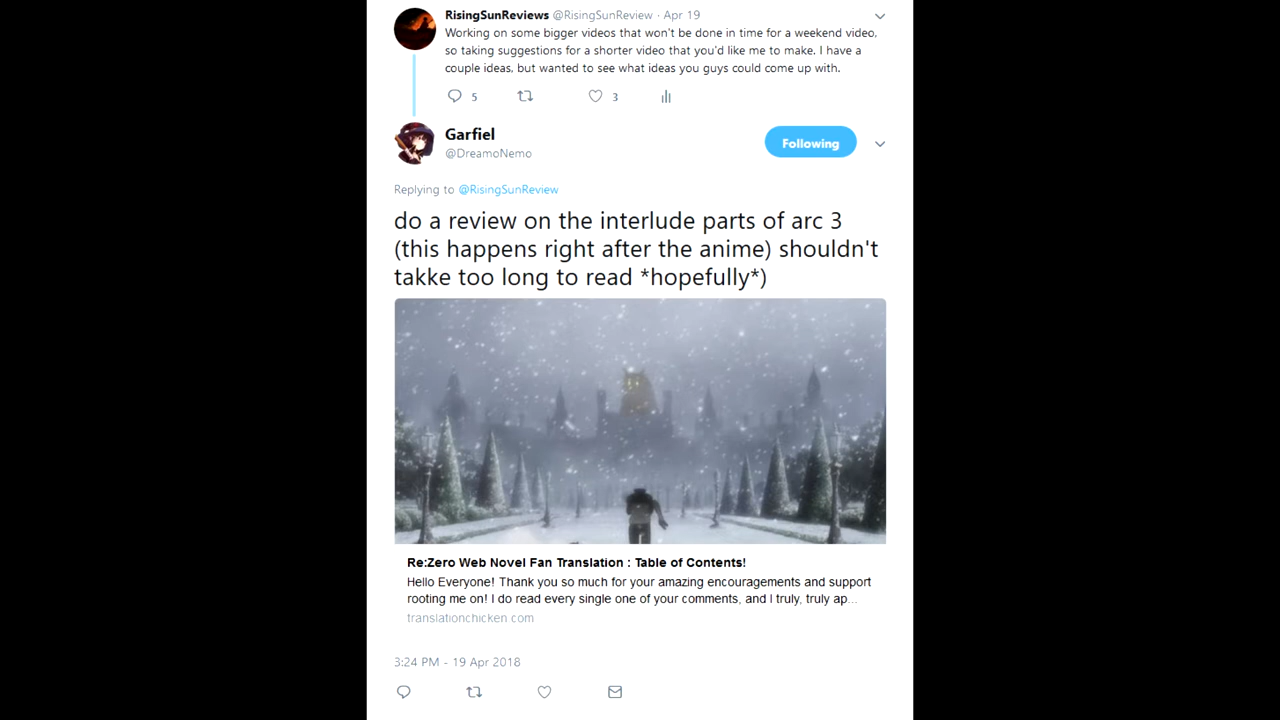 RisingSunReviews @RisingSunReview · Apr 19
Working on some bigger videos that won't be done in time for a weekend video,
so taking suggestions for a shorter video that you'd like me to make. I have a
couple ideas, but wanted to see what ideas you guys could come up with.
5 3
Garfiel
@DreamoNemo
Following
Replying to @RisingSunReview
do a review on the interlude parts of arc 3
(this happens right after the anime) shouldn't
takke too long to read *hopefully*)
Re:Zero Web Novel Fan Translation : Table of Contents!
Hello Everyone! Thank you so much for your amazing encouragements and support
rooting me on! I do read every single one of your comments, and I truly, truly ap...
translationchicken.com
3:24 PM - 19 Apr 2018